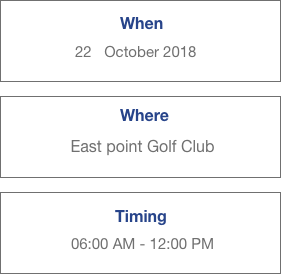 When
22 October 2018
Where
East point Golf Club
Timing
06:00 AM - 12:00 PM